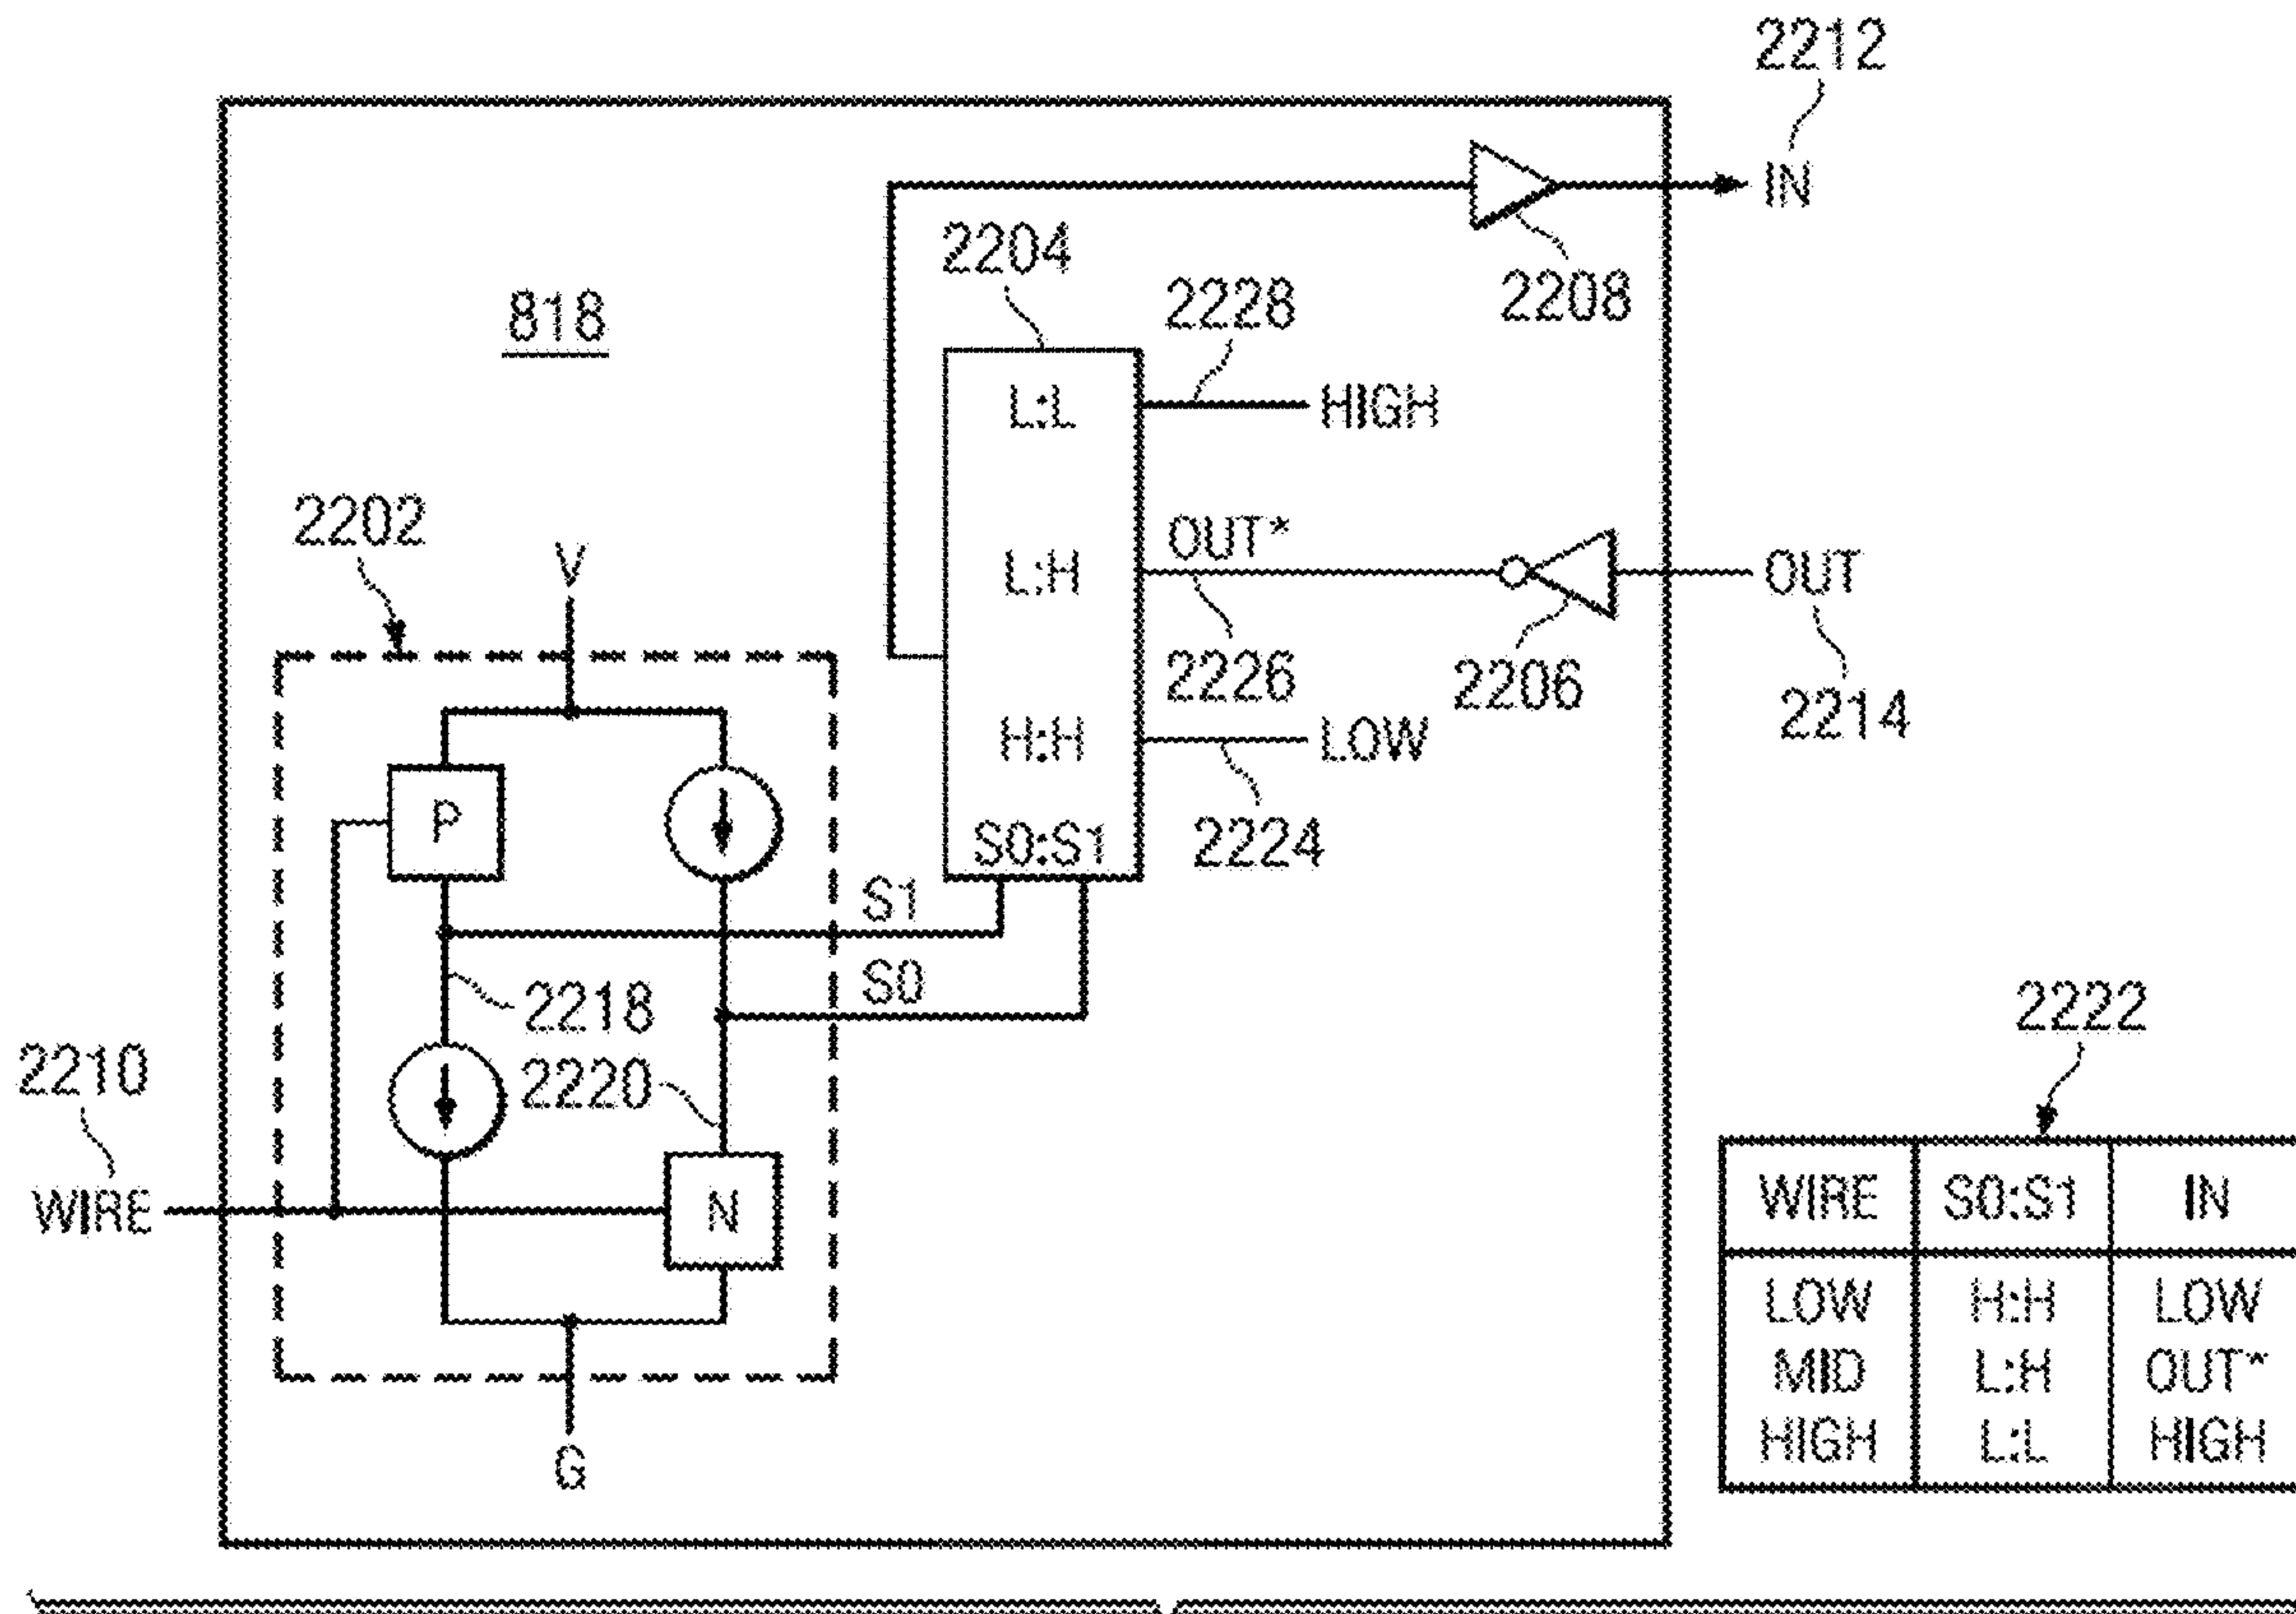 2212
IN
2204
2228
2208
818
L:L
HIGH
2202
V
OUT*
L:H
OUT
2226
2206
2214
H:H
LOW
P
S0:S1
2224
S1
S0
2218
2222
2210
2220
WIRE
N
G
WIRE S0:S1 IN
LOW H:H LOW
MID L:H OUT*
HIGH L:L HIGH